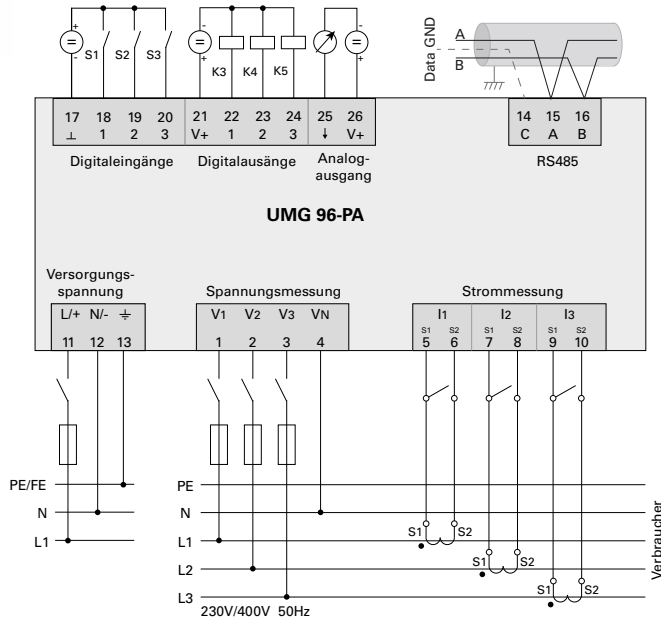 + - S1 S2 S3 - + K3 K4 K5 - +
Data GND A B
17 18 19 20 21 22 23 24 25 26 14 15 16
⊥ 1 2 3 V+ 1 2 3 ↓ V+ C A B
Digitaleingänge Digitalausänge Analog-
ausgang
RS485
UMG 96-PA
Versorgungs-
spannung
Spannungsmessung
Strommessung
L/+ N/- ⏚ V1 V2 V3 VN I1 I2 I3
S1 S2 S1 S2 S1 S2
11 12 13 1 2 3 4 5 6 7 8 9 10
PE/FE PE
N N
L1 L1 S1 S2
L2 S1 S2
L3 S1 S2
230V/400V 50Hz
Verbraucher